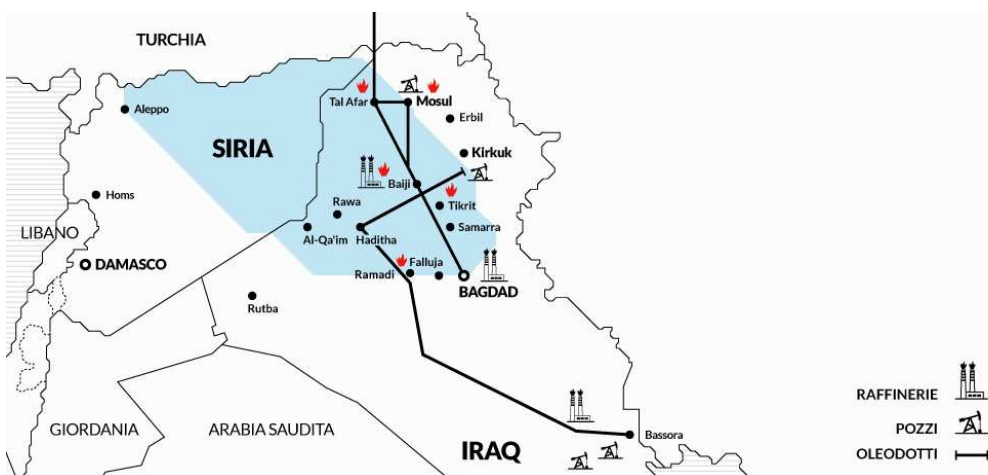 TURCHIA
Aleppo
Tal Afar
Mosul
Erbil
SIRIA
Kirkuk
Baiji
Homs
Rawa
Tikrit
LIBANO
Al-Qa'im
Haditha
Samarra
DAMASCO
Falluja
Ramadi
BAGDAD
Rutba
RAFFINERIE
GIORDANIA
ARABIA SAUDITA
IRAQ
Bassora
POZZI
OLEODOTTI